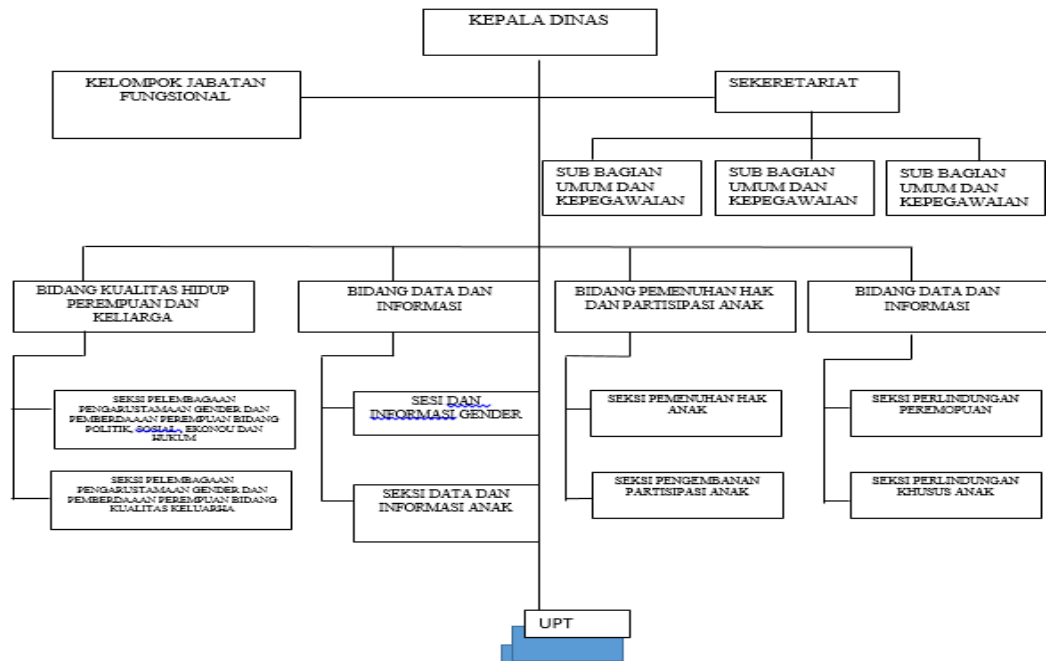 KEPALA DINAS
KELOMPOK JABATAN
FUNGSIONAL
SEKERETARIAT
SUB BAGIAN
UMUM DAN
KEPEGAWAIAN
SUB BAGIAN
UMUM DAN
KEPEGAWAIAN
SUB BAGIAN
UMUM DAN
KEPEGAWAIAN
BIDANG KUALITAS HIDUP
PEREMPUAN DAN
KELIARGA
BIDANG DATA DAN
INFORMASI
BIDANG PEMENUHAN HAK
DAN PARTISIPASI ANAK
BIDANG DATA DAN
INFORMASI
SEKSI PELEMBAGAAN
PENGARUSTAMAAN GENDER DAN
PEMBERDAAAN PEREMPUAN BIDANG
POLITIK, SOSIAL, EKONOU DAN
HUKUM
SEKSI PELEMBAGAAN
PENGARUSTAMAAN GENDER DAN
PEMBERDAAAN PEREMPUAN BIDANG
KUALITAS KELUARHA
SESI DAN
INFORMASI GENDER
SEKSI DATA DAN
INFORMASI ANAK
SEKSI PEMENUHAN HAK
ANAK
SEKSI PENGEMBANAN
PARTISIPASI ANAK
SEKSI PERLINDUNGAN
PEREMOPUAN
SEKSI PERLINDUNGAN
KHUSUS ANAK
UPT